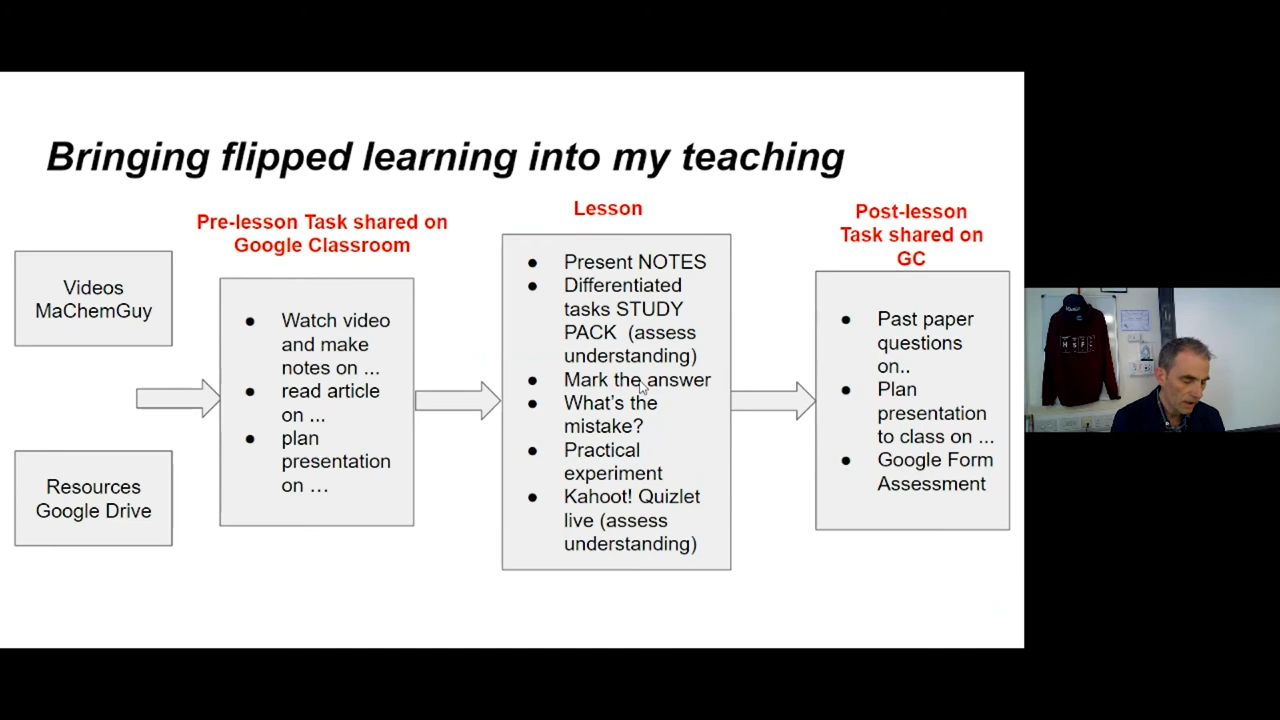 Bringing flipped learning into my teaching
Videos
MaChemGuy
Resources
Google Drive
Pre-lesson Task shared on
Google Classroom
● Watch video
and make
notes on ...
● read article
on ...
● plan
presentation
on ...
Lesson
● Present NOTES
● Differentiated
tasks STUDY
PACK (assess
understanding)
● Mark the answer
● What's the
mistake?
● Practical
experiment
● Kahoot! Quizlet
live (assess
understanding)
Post-lesson
Task shared on
GC
● Past paper
questions
on..
● Plan
presentation
to class on ...
● Google Form
Assessment